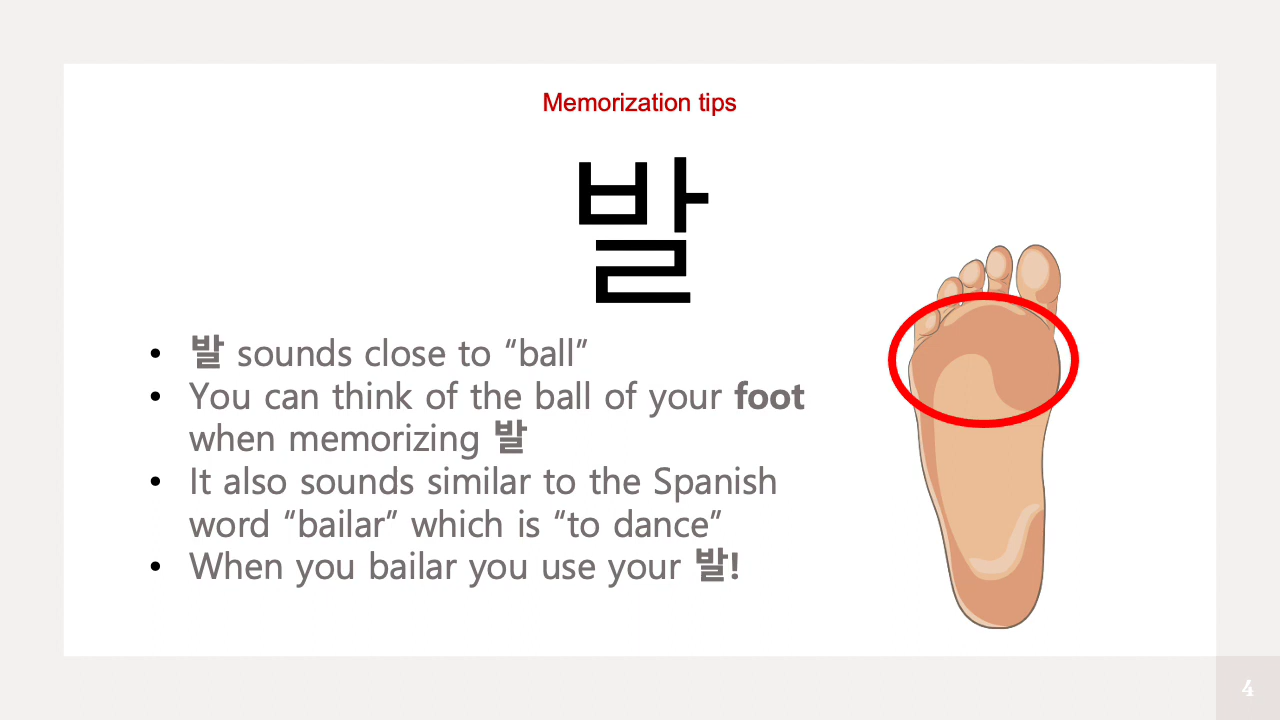 Memorization tips
발
• 발 sounds close to “ball”
• You can think of the ball of your foot
when memorizing 발
• It also sounds similar to the Spanish
word “bailar” which is “to dance”
• When you bailar you use your 발!
4